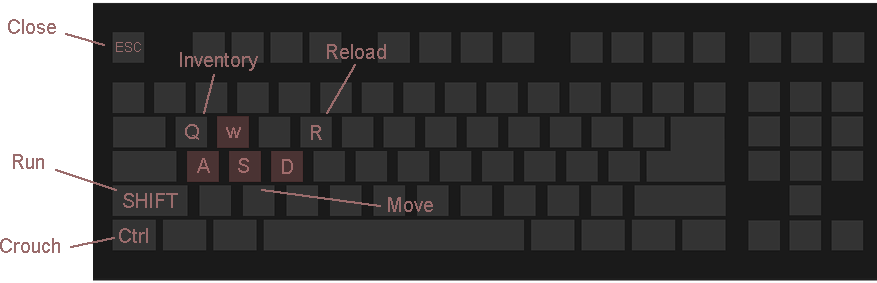 Close
ESC
Inventory
Reload
Q
w
R
Run
A
S
D
SHIFT
Move
Crouch
Ctrl